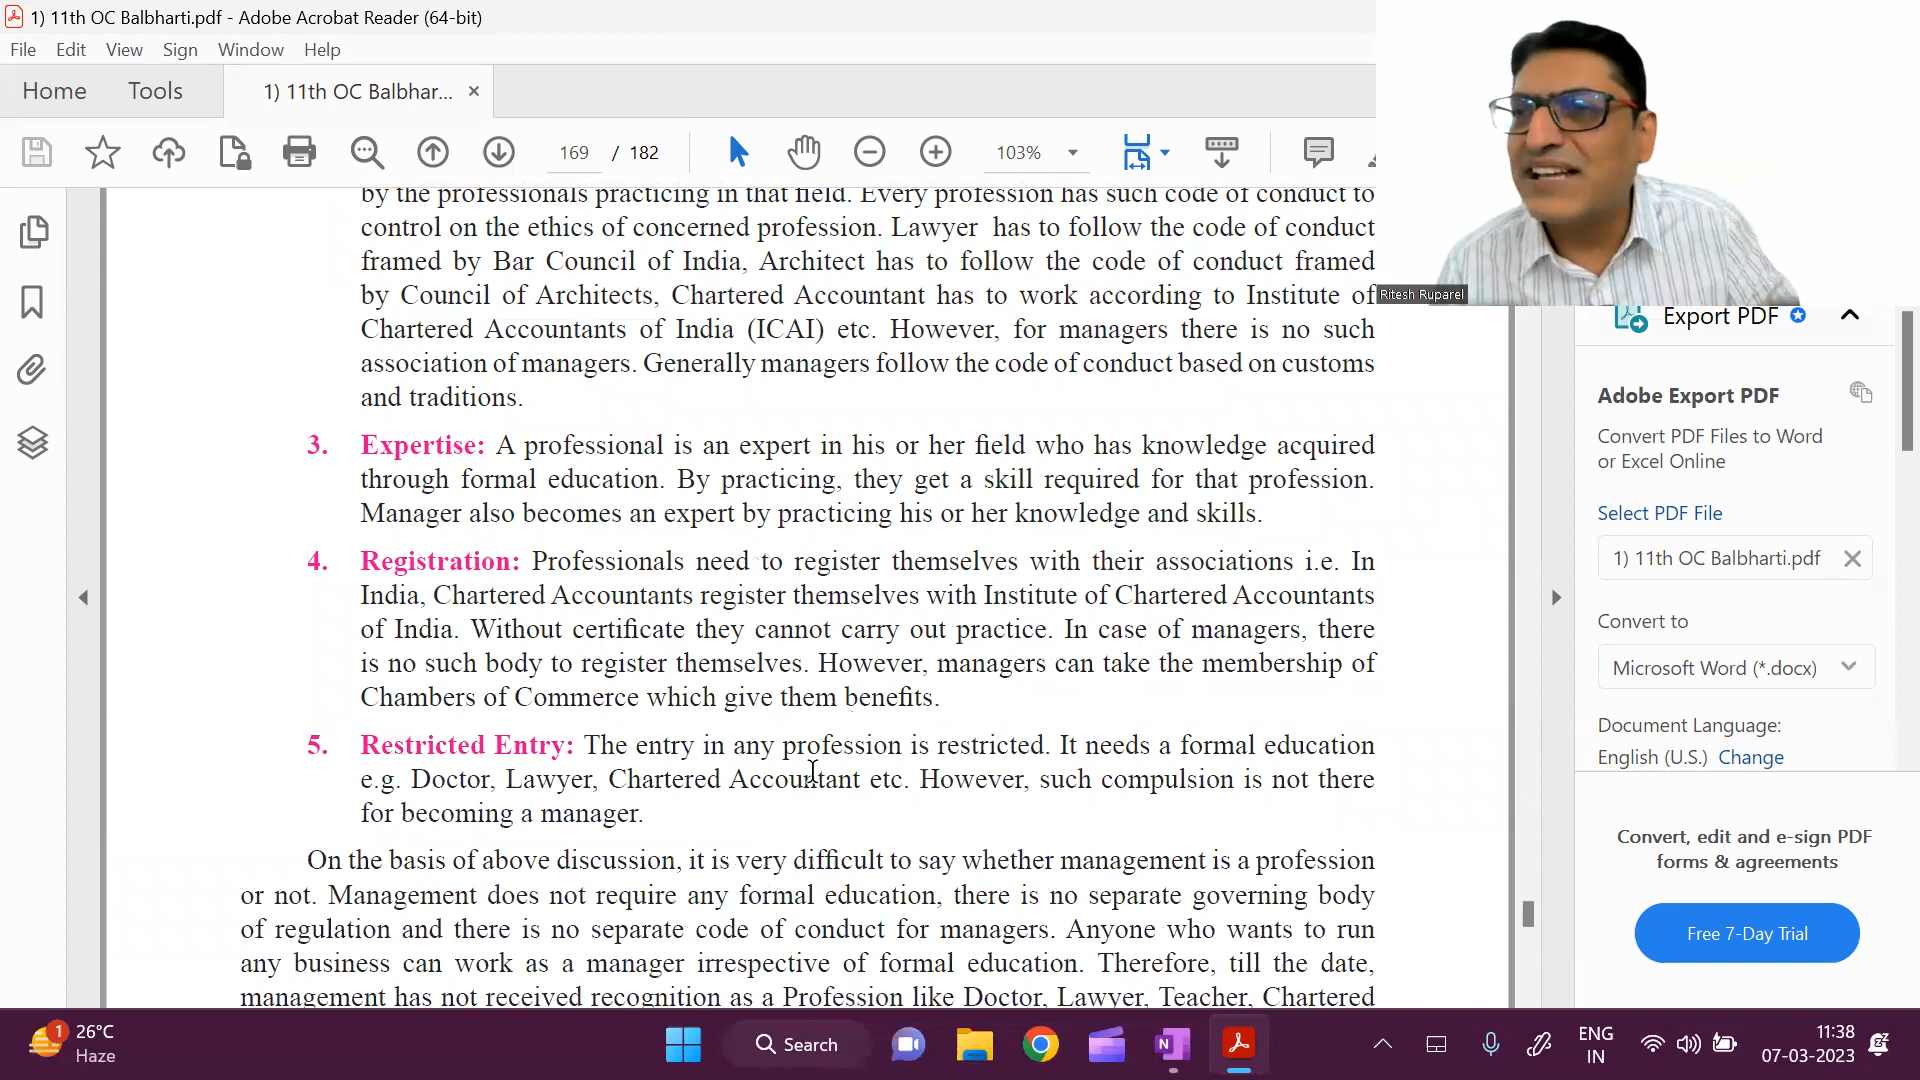 1) 11th OC Balbharti.pdf - Adobe Acrobat Reader (64-bit)
File Edit View Sign Window Help
Home Tools 1) 11th OC Balbhar... ×
169 / 182 103%
by the professionals practicing in that field. Every profession has such code of conduct to
control on the ethics of concerned profession. Lawyer has to follow the code of conduct
framed by Bar Council of India, Architect has to follow the code of conduct framed
by Council of Architects, Chartered Accountant has to work according to Institute of
Chartered Accountants of India (ICAI) etc. However, for managers there is no such
association of managers. Generally managers follow the code of conduct based on customs
and traditions.
3. Expertise: A professional is an expert in his or her field who has knowledge acquired
through formal education. By practicing, they get a skill required for that profession.
Manager also becomes an expert by practicing his or her knowledge and skills.
4. Registration: Professionals need to register themselves with their associations i.e. In
India, Chartered Accountants register themselves with Institute of Chartered Accountants
of India. Without certificate they cannot carry out practice. In case of managers, there
is no such body to register themselves. However, managers can take the membership of
Chambers of Commerce which give them benefits.
5. Restricted Entry: The entry in any profession is restricted. It needs a formal education
e.g. Doctor, Lawyer, Chartered Accountant etc. However, such compulsion is not there
for becoming a manager.
On the basis of above discussion, it is very difficult to say whether management is a profession
or not. Management does not require any formal education, there is no separate governing body
of regulation and there is no separate code of conduct for managers. Anyone who wants to run
any business can work as a manager irrespective of formal education. Therefore, till the date,
management has not received recognition as a Profession like Doctor, Lawyer, Teacher, Chartered
Ritesh Ruparel
Export PDF
Adobe Export PDF
Convert PDF Files to Word
or Excel Online
Select PDF File
1) 11th OC Balbharti.pdf
Convert to
Microsoft Word (*.docx)
Document Language:
English (U.S.) Change
Convert, edit and e-sign PDF
forms & agreements
Free 7-Day Trial
1
26°C
Haze
Search
N
ENG
IN
11:38
07-03-2023